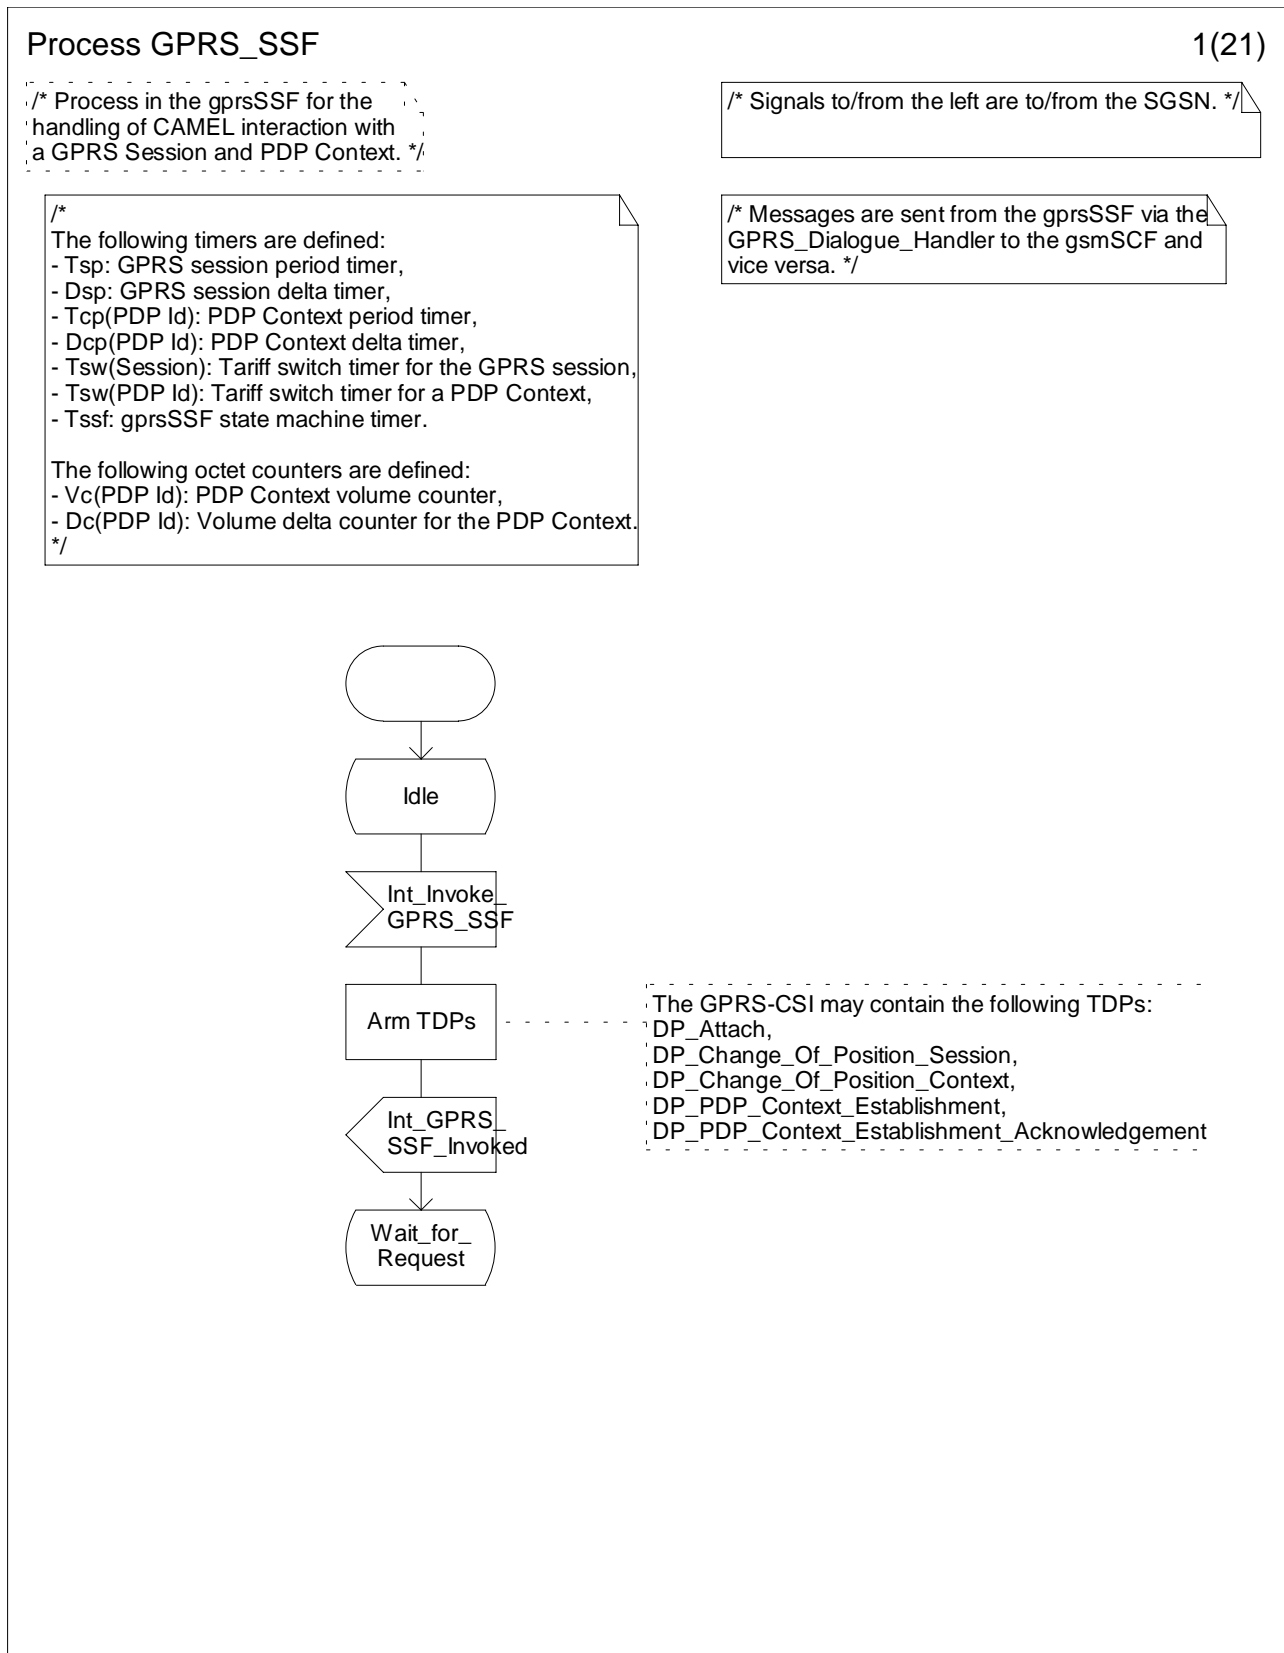 Process GPRS_SSF
1(21)
/* Process in the gprsSSF for the
handling of CAMEL interaction with
a GPRS Session and PDP Context. */
/* Signals to/from the left are to/from the SGSN. */
/*
The following timers are defined:
- Tsp: GPRS session period timer,
- Dsp: GPRS session delta timer,
- Tcp(PDP Id): PDP Context period timer,
- Dcp(PDP Id): PDP Context delta timer,
- Tsw(Session): Tariff switch timer for the GPRS session,
- Tsw(PDP Id): Tariff switch timer for a PDP Context,
- Tssf: gprsSSF state machine timer.
The following octet counters are defined:
- Vc(PDP Id): PDP Context volume counter,
- Dc(PDP Id): Volume delta counter for the PDP Context.
*/
/* Messages are sent from the gprsSSF via the
GPRS_Dialogue_Handler to the gsmSCF and
vice versa. */
Idle
Int_Invoke_
GPRS_SSF
Arm TDPs
The GPRS-CSI may contain the following TDPs:
DP_Attach,
DP_Change_Of_Position_Session,
DP_Change_Of_Position_Context,
DP_PDP_Context_Establishment,
DP_PDP_Context_Establishment_Acknowledgement
Int_GPRS_
SSF_Invoked
Wait_for_
Request